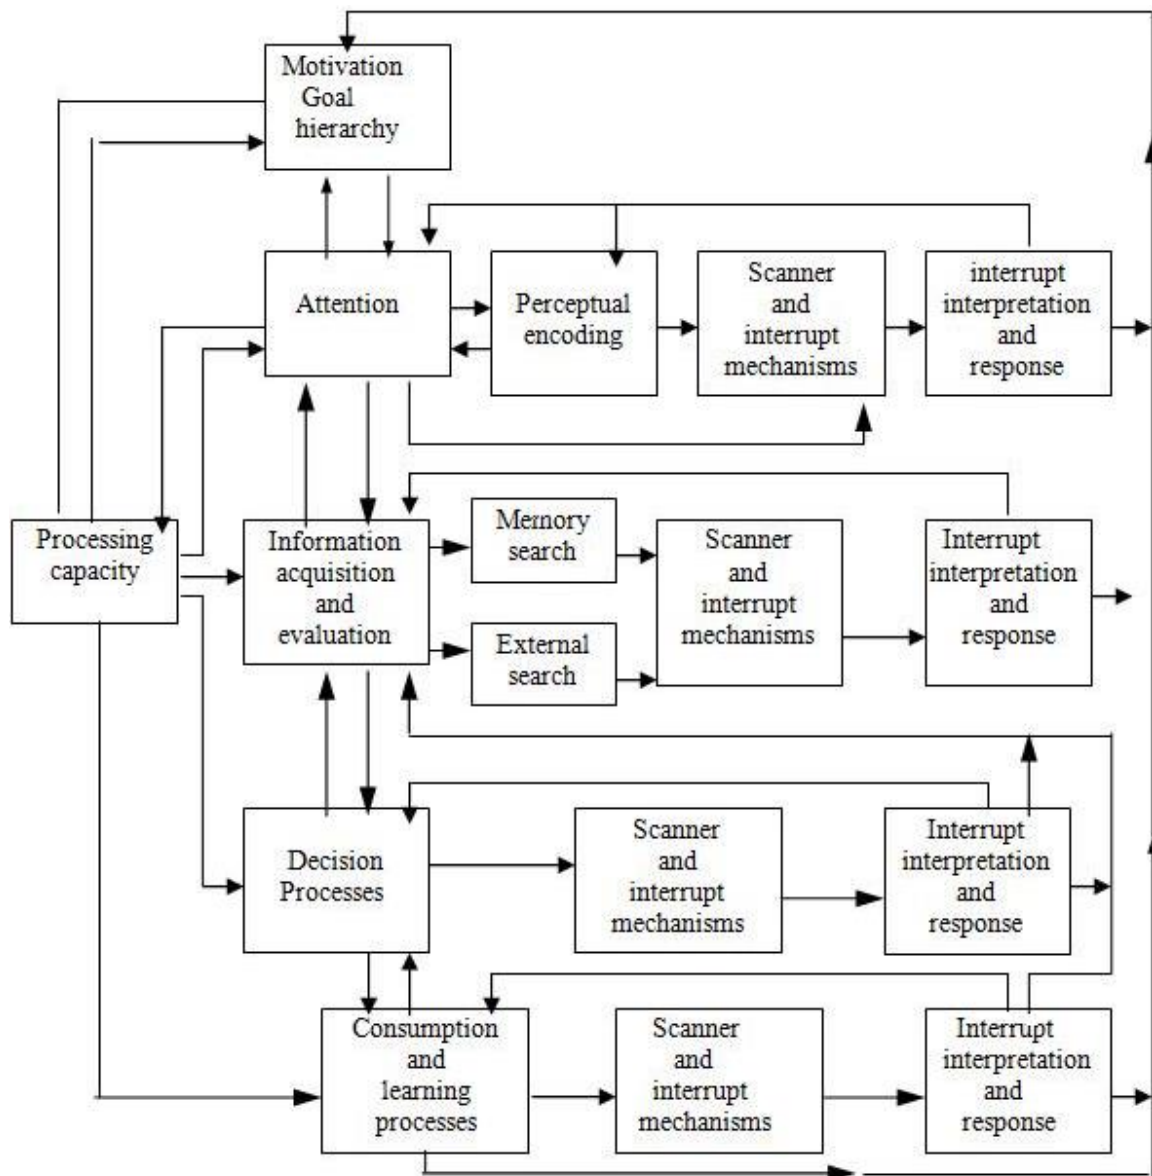 Motivation
Goal
hierarchy
Attention
Perceptual
encoding
Scanner
and
interrupt
mechanisms
interrupt
interpretation
and
response
Processing
capacity
Information
acquisition
and
evaluation
Memory
search
External
search
Scanner
and
interrupt
mechanisms
Interrupt
interpretation
and
response
Decision
Processes
Scanner
and
interrupt
mechanisms
Interrupt
interpretation
and
response
Consumption
and
learning
processes
Scanner
and
interrupt
mechanisms
Interrupt
interpretation
and
response